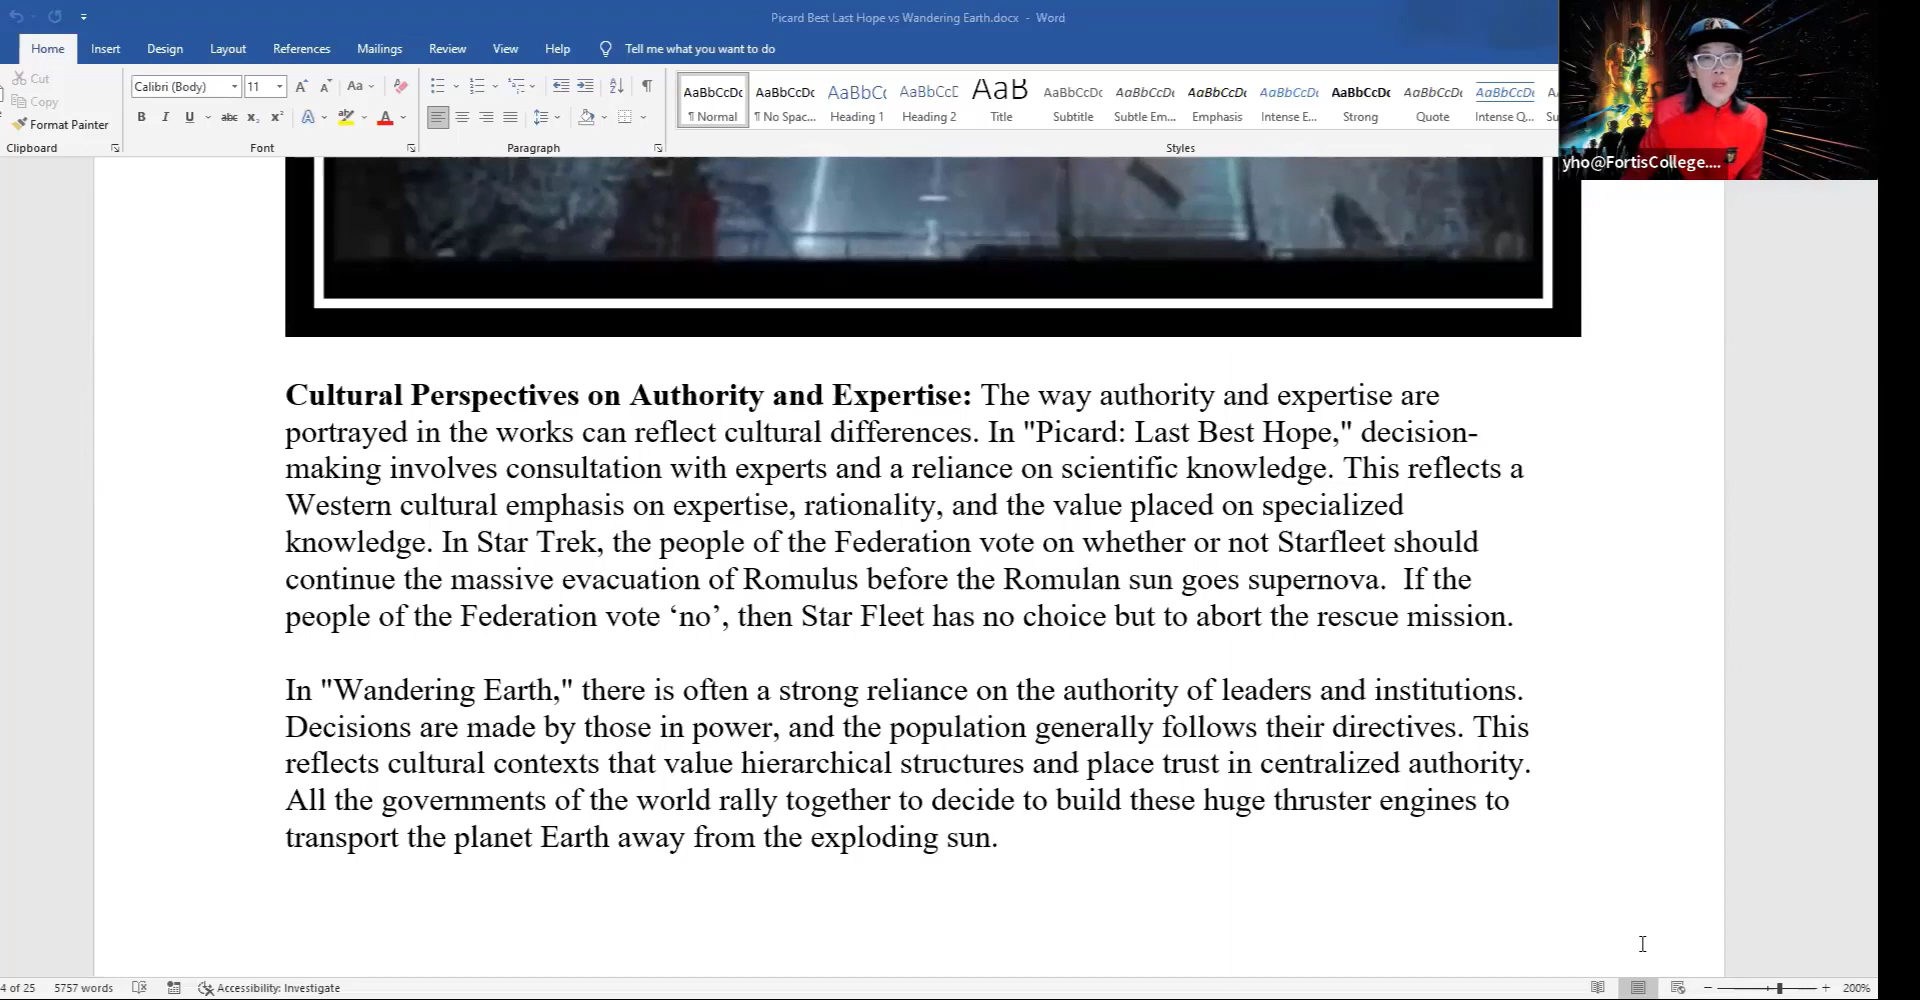 Picard Best Last Hope vs Wandering Earth.docx - Word
Home Insert Design Layout References Mailings Review View Help Tell me what you want to do
Cut
Copy
Format Painter
Clipboard
Calibri (Body) 11
Font
Paragraph
AaBbCcDc AaBbCcDc AaBbCc AaBbCcD AaB AaBbCcDc AaBbCcDc AaBbCcDc AaBbCcDc AaBbCcDc AaBbCcDc AaBbCcDc
¶ Normal ¶ No Spac... Heading 1 Heading 2 Title Subtitle Subtle Em... Emphasis Intense E... Strong Quote Intense Q...
Styles
yho@FortisCollege....
Cultural Perspectives on Authority and Expertise: The way authority and expertise are
portrayed in the works can reflect cultural differences. In "Picard: Last Best Hope," decision-
making involves consultation with experts and a reliance on scientific knowledge. This reflects a
Western cultural emphasis on expertise, rationality, and the value placed on specialized
knowledge. In Star Trek, the people of the Federation vote on whether or not Starfleet should
continue the massive evacuation of Romulus before the Romulan sun goes supernova.  If the
people of the Federation vote ‘no’, then Star Fleet has no choice but to abort the rescue mission.
In "Wandering Earth," there is often a strong reliance on the authority of leaders and institutions.
Decisions are made by those in power, and the population generally follows their directives. This
reflects cultural contexts that value hierarchical structures and place trust in centralized authority.
All the governments of the world rally together to decide to build these huge thruster engines to
transport the planet Earth away from the exploding sun.
4 of 25 5757 words Accessibility: Investigate 200%